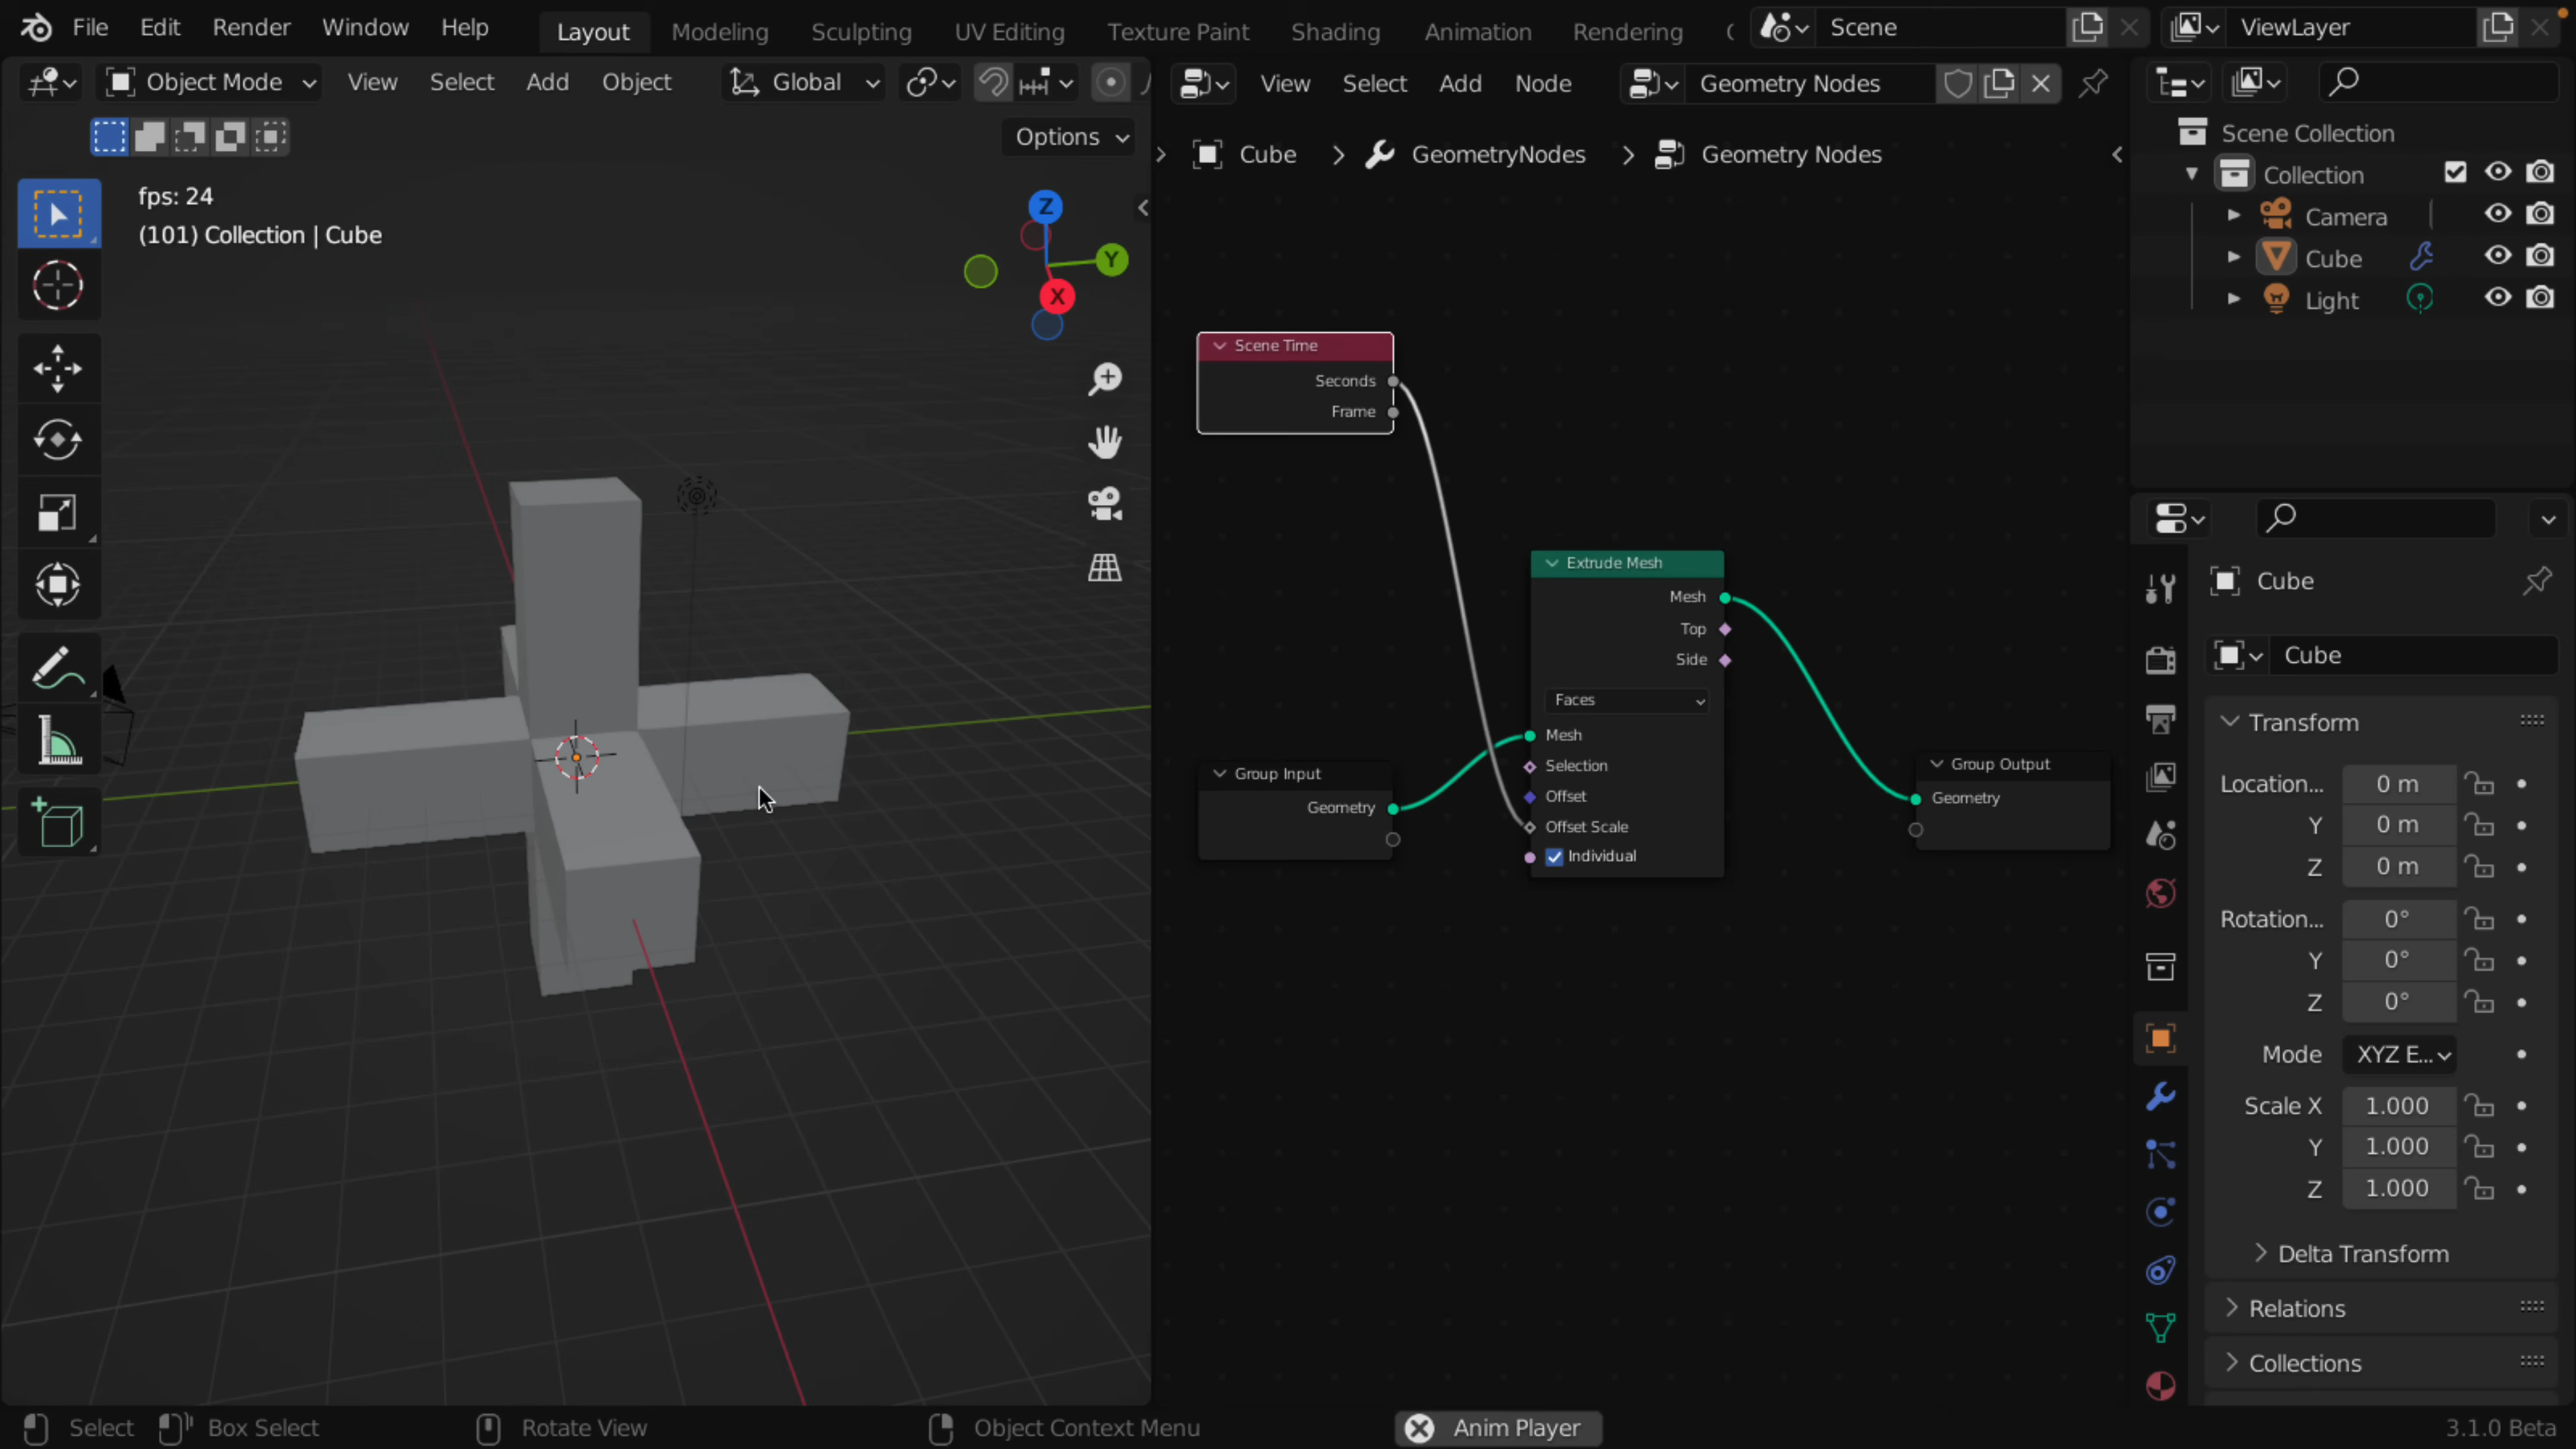 File Edit Render Window Help Layout Modeling Sculpting UV Editing Texture Paint Shading Animation Rendering Scene ViewLayer
Object Mode View Select Add Object Global
Options
fps: 24
(101) Collection | Cube
Z
Y
X
View Select Add Node Geometry Nodes
Cube > GeometryNodes > Geometry Nodes
Scene Time
Seconds
Frame
Extrude Mesh
Mesh
Top
Side
Faces
Mesh
Selection
Offset
Offset Scale
Individual
Group Input
Geometry
Group Output
Geometry
Scene Collection
Collection
Camera
Cube
Light
Cube
Cube
Transform
Location... 0 m
Y 0 m
Z 0 m
Rotation... 0°
Y 0°
Z 0°
Mode XYZ E...
Scale X 1.000
Y 1.000
Z 1.000
Delta Transform
Relations
Collections
Select Box Select Rotate View Object Context Menu Anim Player 3.1.0 Beta